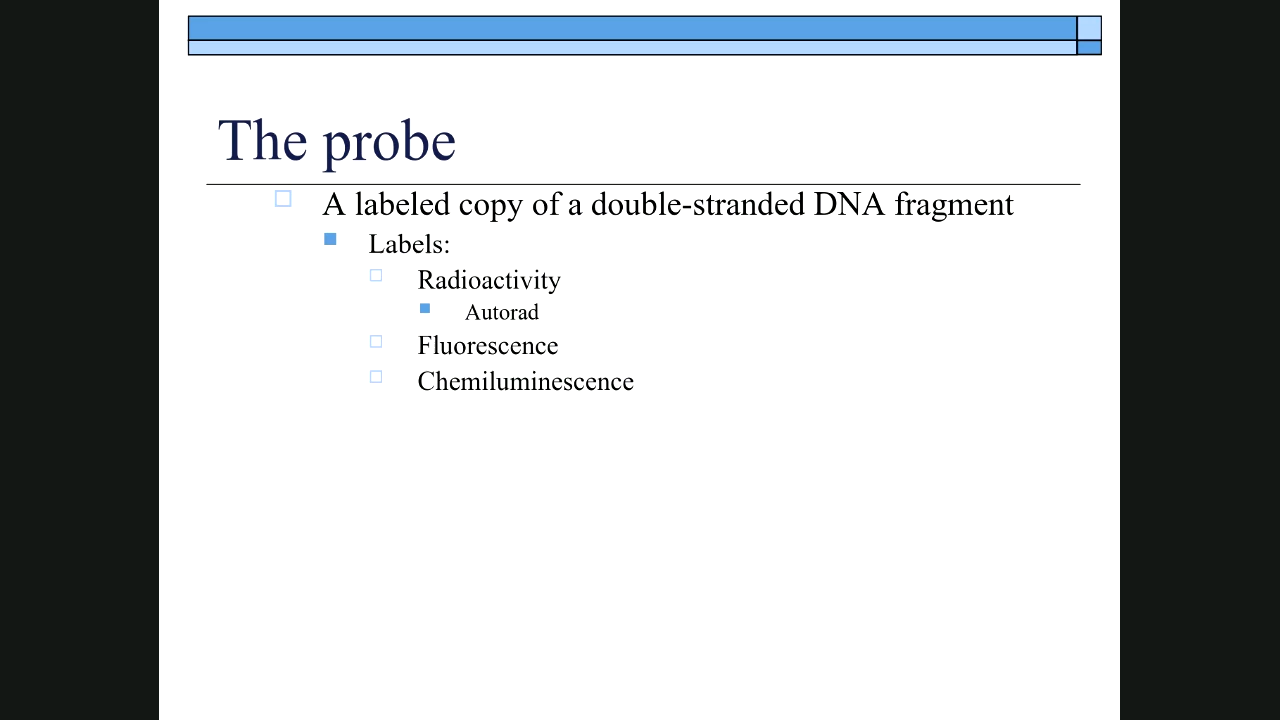 The probe
A labeled copy of a double-stranded DNA fragment
Labels:
Radioactivity
Autorad
Fluorescence
Chemiluminescence